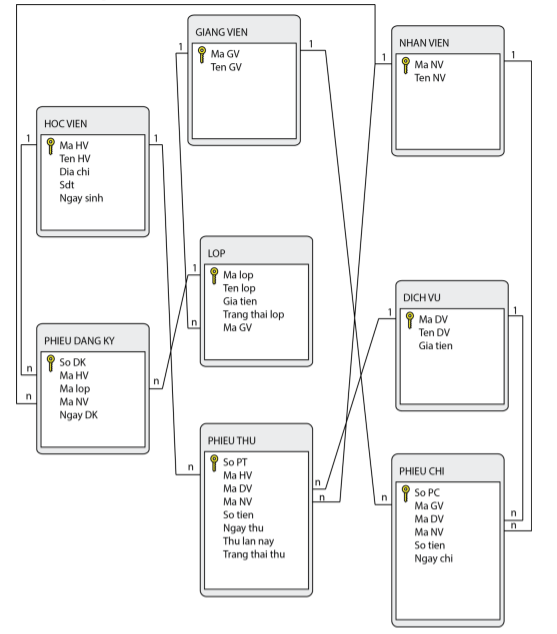 GIANG VIEN
Ma GV
Ten GV
1
1
NHAN VIEN
Ma NV
Ten NV
1
1
HOC VIEN
Ma HV
Ten HV
Dia chi
Sdt
Ngay sinh
1
1
LOP
Ma lop
Ten lop
Gia tien
Trang thai lop
Ma GV
1
n
DICH VU
Ma DV
Ten DV
Gia tien
1
1
PHIEU DANG KY
So DK
Ma HV
Ma lop
Ma NV
Ngay DK
n
n
n
PHIEU THU
So PT
Ma HV
Ma DV
Ma NV
So tien
Ngay thu
Thu lan nay
Trang thai thu
n
n
n
PHIEU CHI
So PC
Ma GV
Ma DV
Ma NV
So tien
Ngay chi
n
n
n